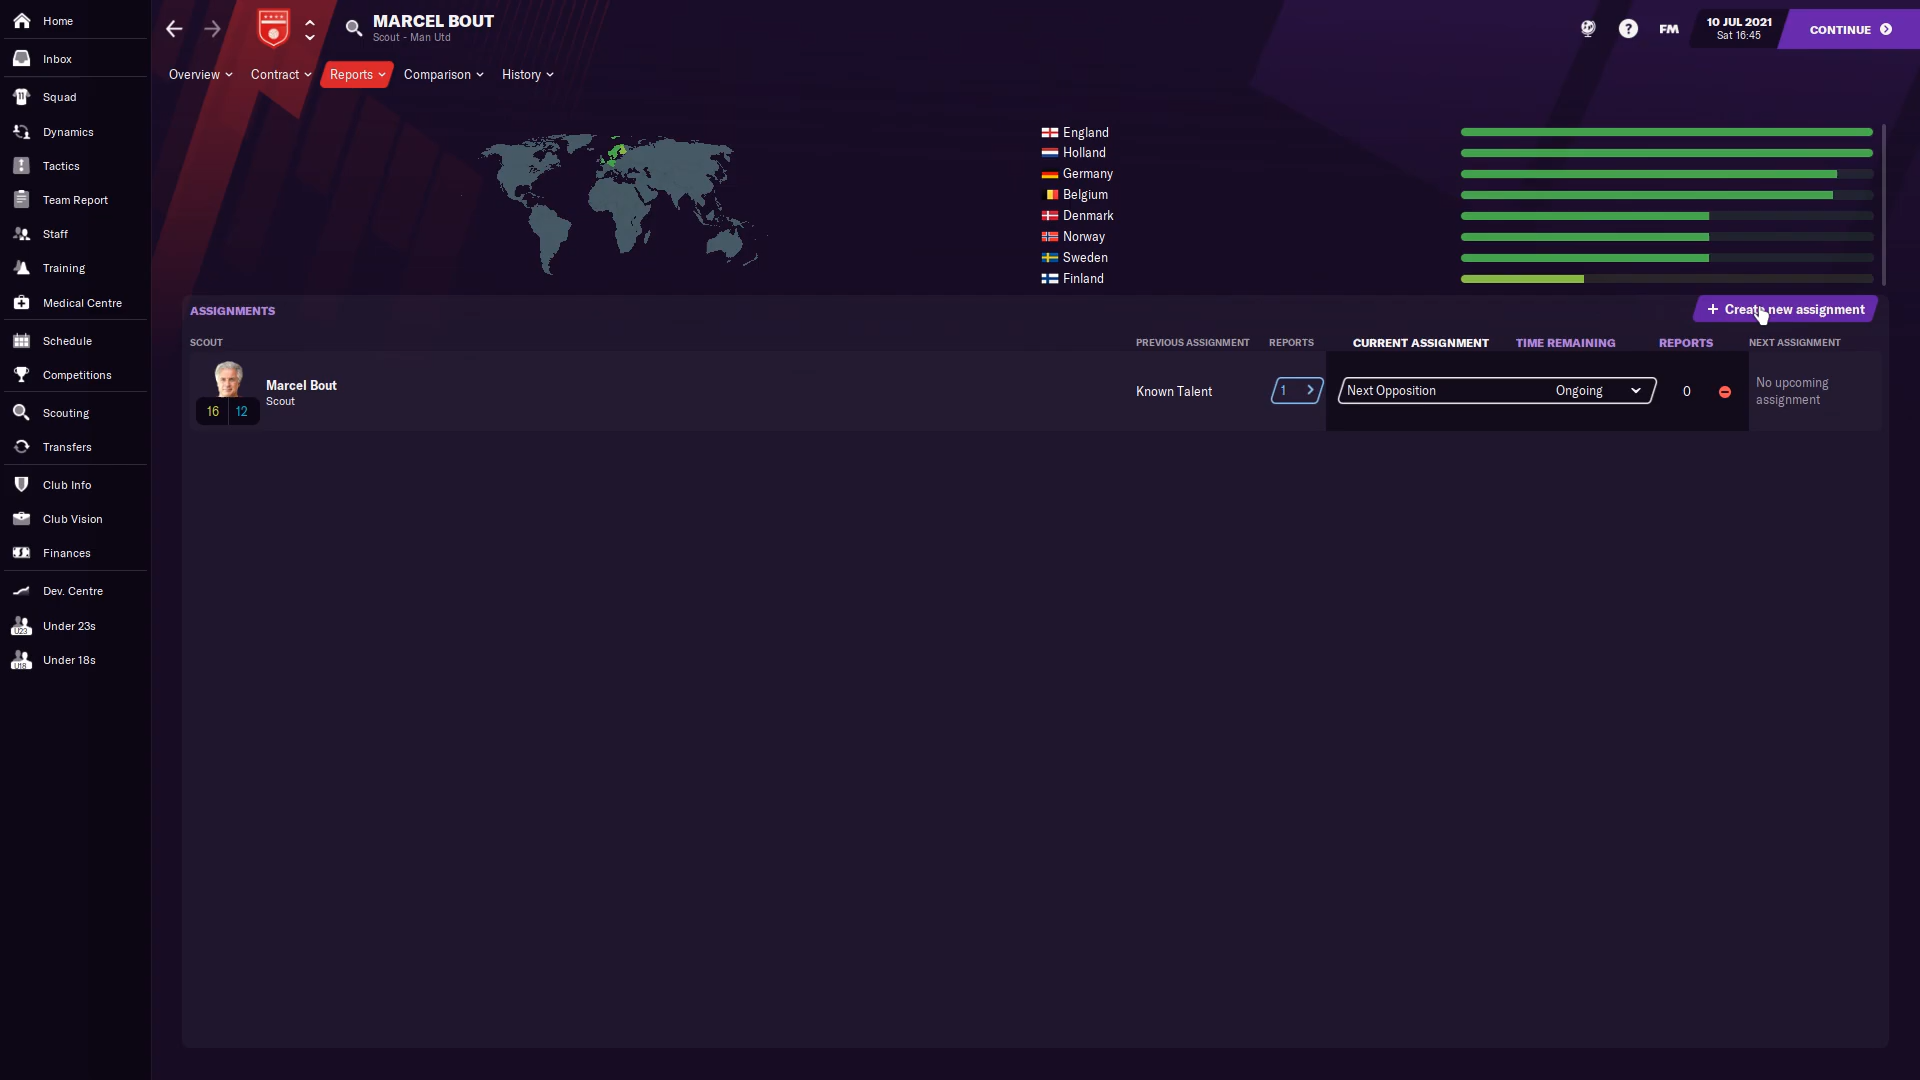 Home
Inbox
Squad
Dynamics
Tactics
Team Report
Staff
Training
Medical Centre
Schedule
Competitions
Scouting
Transfers
Club Info
Club Vision
Finances
Dev. Centre
U23 Under 23s
U18 Under 18s
MARCEL BOUT
Scout - Man Utd
FM
10 JUL 2021
Sat 16:45
CONTINUE
Overview Contract Reports Comparison History
England
Holland
Germany
Belgium
Denmark
Norway
Sweden
Finland
ASSIGNMENTS
+ Create new assignment
SCOUT PREVIOUS ASSIGNMENT REPORTS CURRENT ASSIGNMENT TIME REMAINING REPORTS NEXT ASSIGNMENT
Marcel Bout
Scout
16 12
Known Talent 1 Next Opposition Ongoing 0
No upcoming
assignment